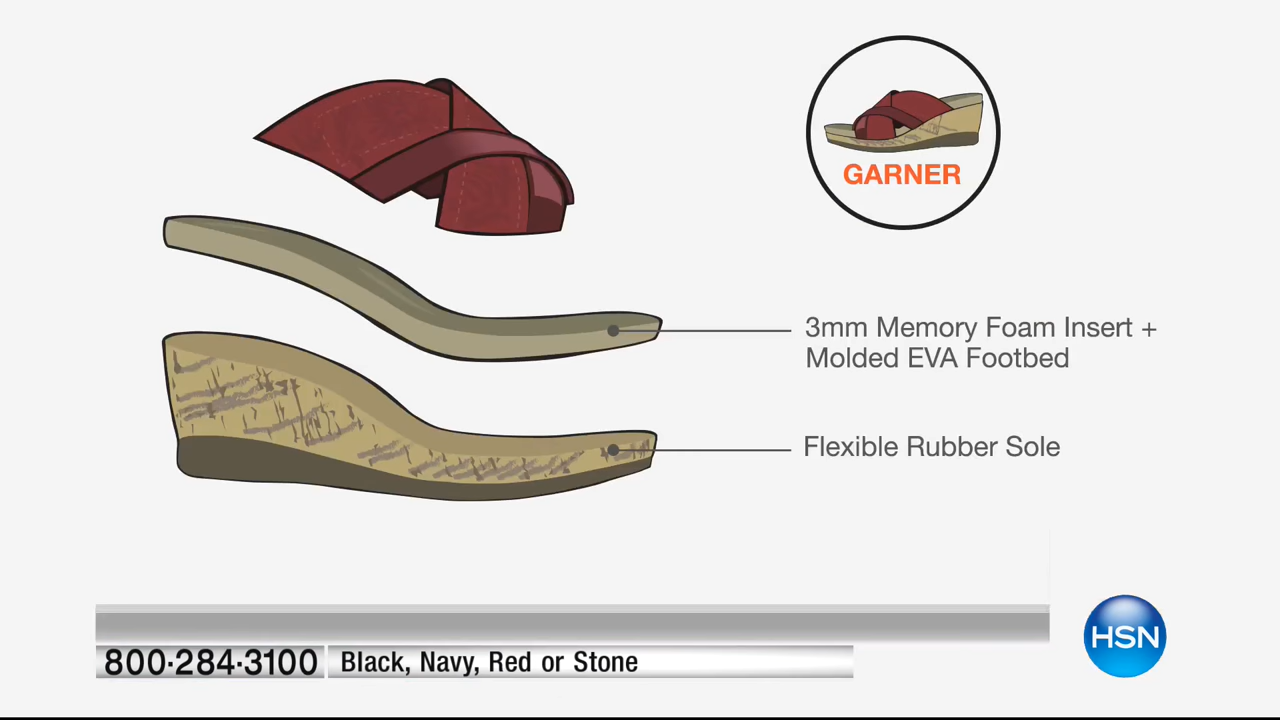 GARNER
3mm Memory Foam Insert +
Molded EVA Footbed
Flexible Rubber Sole
HSN
800·284·3100
Black, Navy, Red or Stone